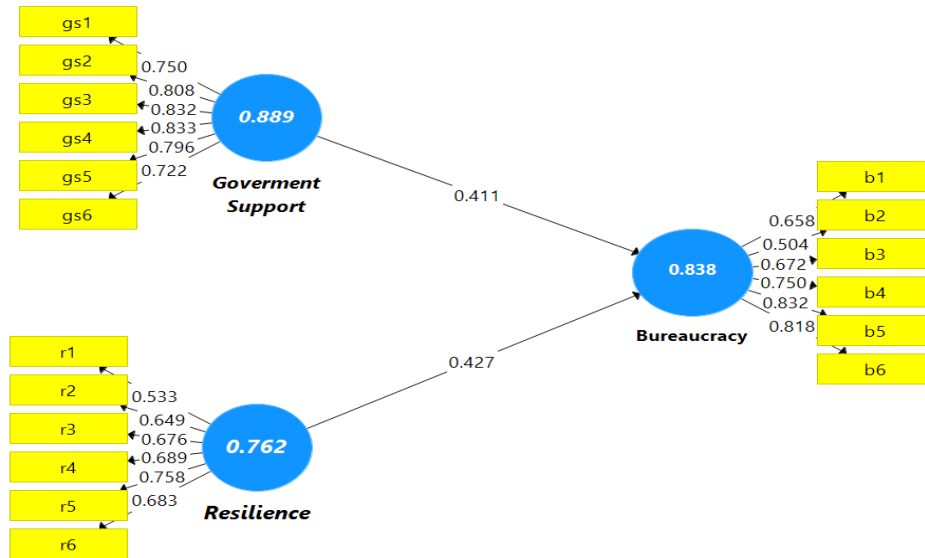 gs1
gs2
gs3
gs4
gs5
gs6
0.750
0.808
0.832
0.833
0.796
0.722
0.889
Goverment
Support
0.411
b1
b2
b3
b4
b5
b6
0.658
0.504
0.672
0.750
0.832
0.818
0.838
Bureaucracy
0.427
r1
r2
r3
r4
r5
r6
0.533
0.649
0.676
0.689
0.758
0.683
0.762
Resilience